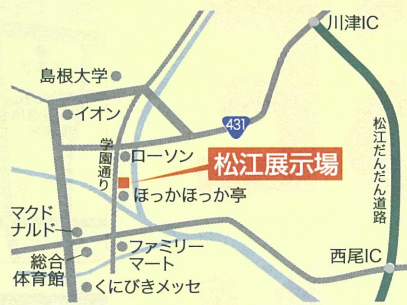 川津IC
島根大学
イオン
431
学園通り
ローソン
松江展示場
ほっかほっか亭
松江だんだん道路
マクド
ナルド
総合
体育館
ファミリー
マート
西尾IC
くにびきメッセ